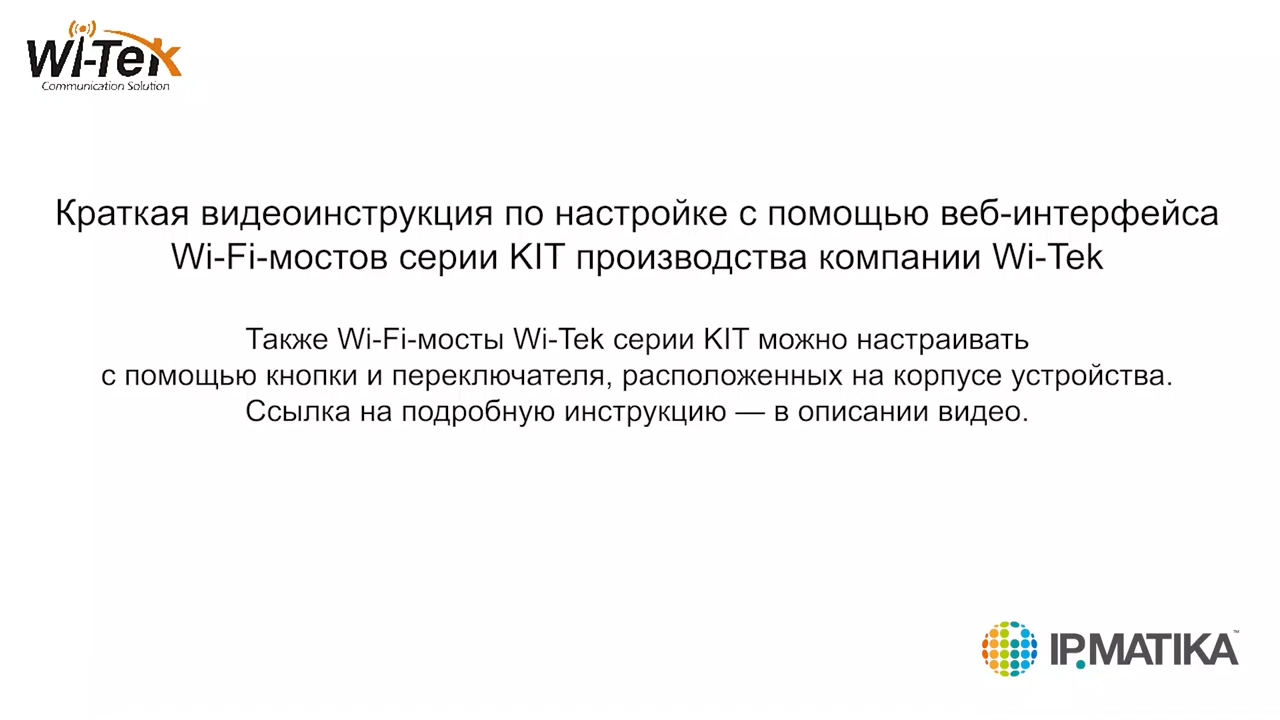 Wi-Tek
Communication Solution
Краткая видеоинструкция по настройке с помощью веб-интерфейса
Wi-Fi-мостов серии KIT производства компании Wi-Tek
Также Wi-Fi-мосты Wi-Tek серии KIT можно настраивать
с помощью кнопки и переключателя, расположенных на корпусе устройства.
Ссылка на подробную инструкцию — в описании видео.
IPMATIKA™